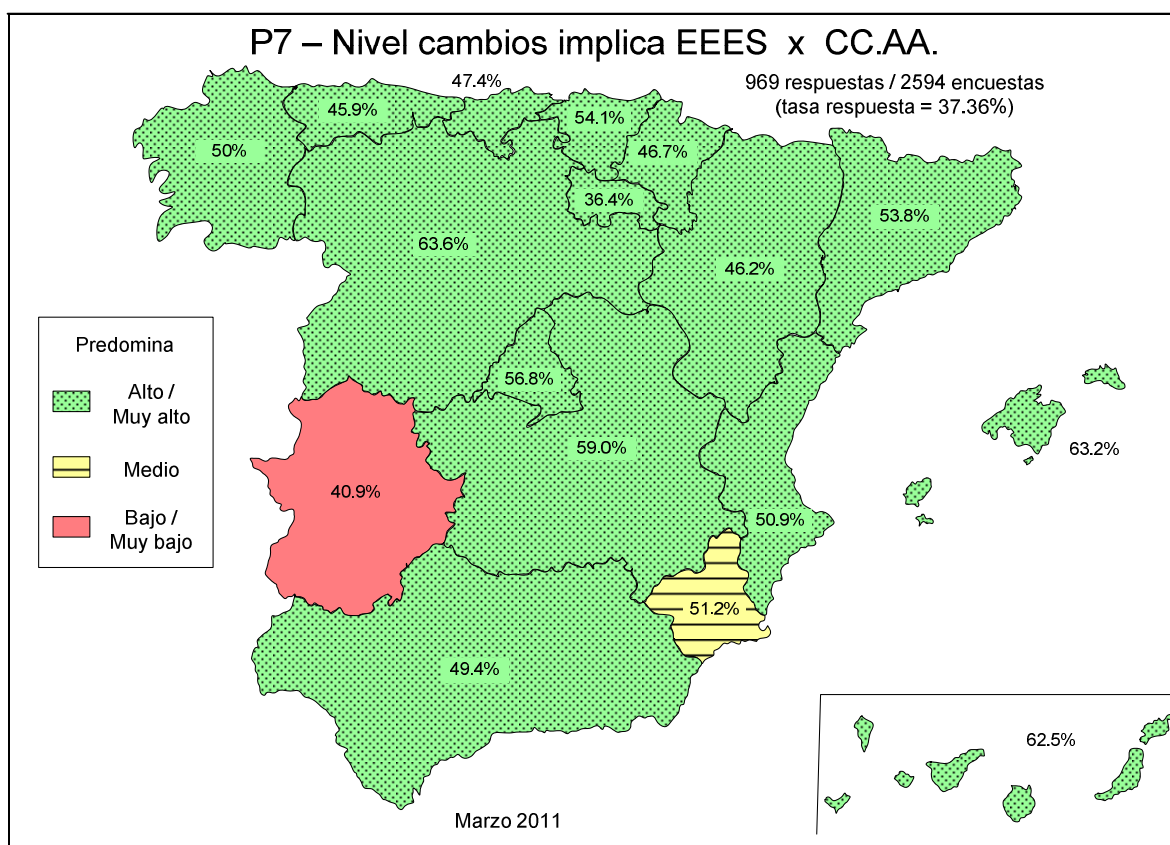 P7 – Nivel cambios implica EEES x CC.AA.
969 respuestas / 2594 encuestas
(tasa respuesta = 37.36%)
47.4%
45.9%
54.1%
50%
46.7%
36.4%
53.8%
63.6%
46.2%
Predomina
Alto /
Muy alto
Medio
Bajo /
Muy bajo
56.8%
59.0%
63.2%
40.9%
50.9%
51.2%
49.4%
62.5%
Marzo 2011